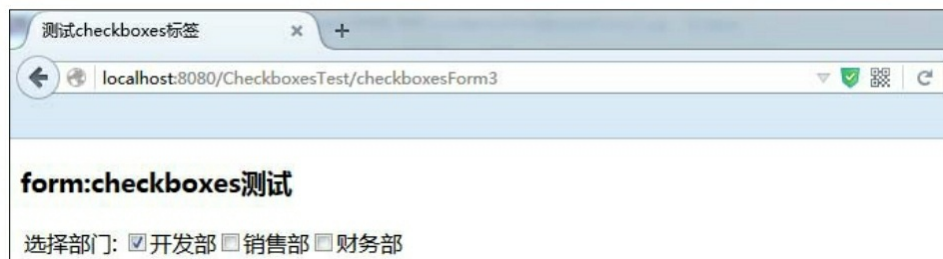 测试checkboxes标签
localhost:8080/CheckboxesTest/checkboxesForm3
form:checkboxes测试
选择部门: 开发部 销售部 财务部